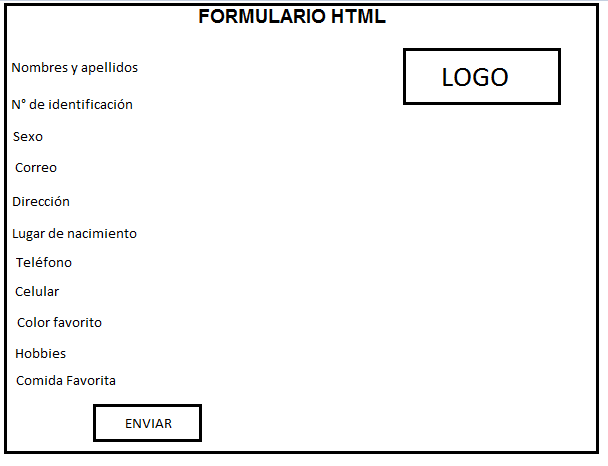 FORMULARIO HTML
LOGO
Nombres y apellidos
N° de identificación
Sexo
Correo
Dirección
Lugar de nacimiento
Teléfono
Celular
Color favorito
Hobbies
Comida Favorita
ENVIAR